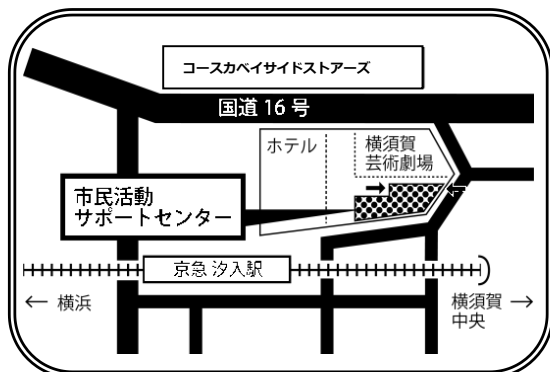 コースカベイサイドストアーズ
国道 16 号
ホテル
横須賀
芸術劇場
市民活動
サポートセンター
京急 汐入駅
← 横浜
横須賀 →
中央